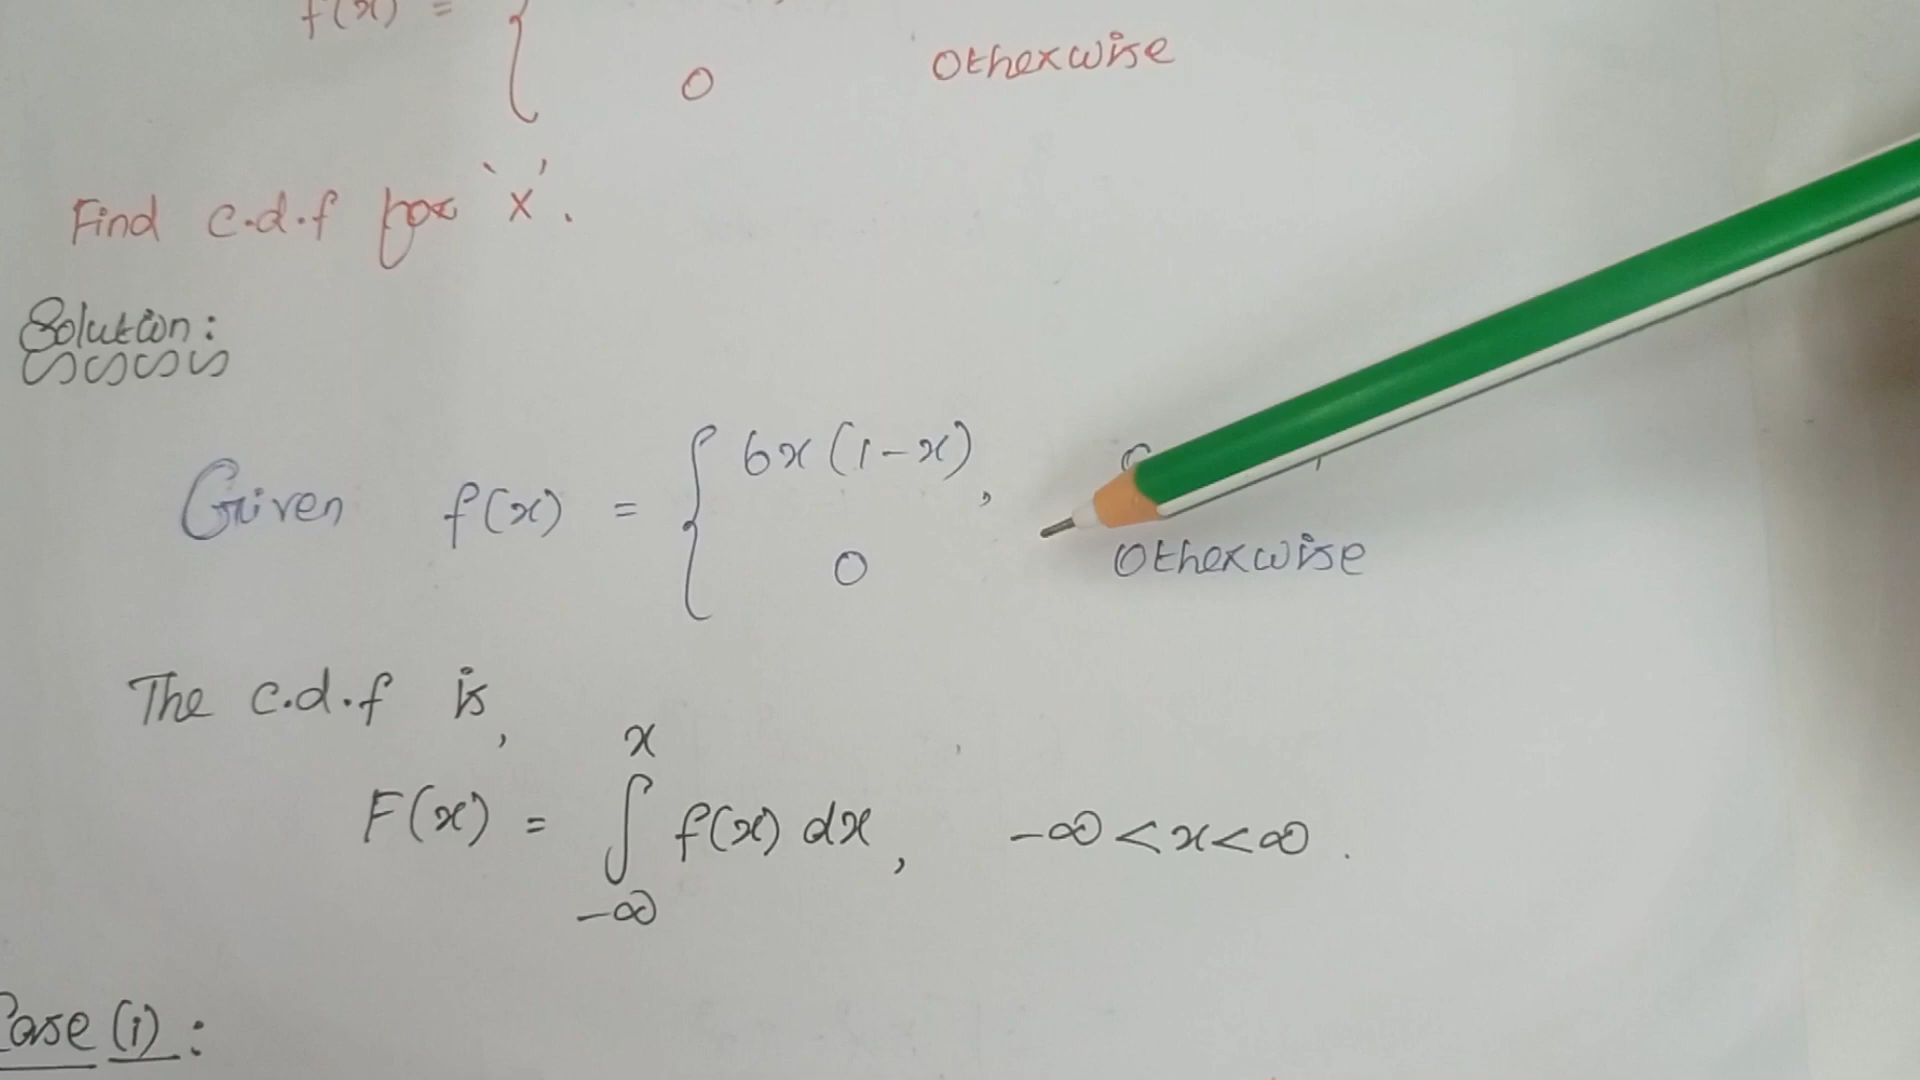 f(x) = {
0 Otherwise
Find c.d.f for 'x'.
Solution:
Given f(x) = { 6x(1-x),
0 Otherwise
The c.d.f is,
F(x) = ∫_{-∞}^{x} f(x) dx, -∞ < x < ∞.
Case (i):